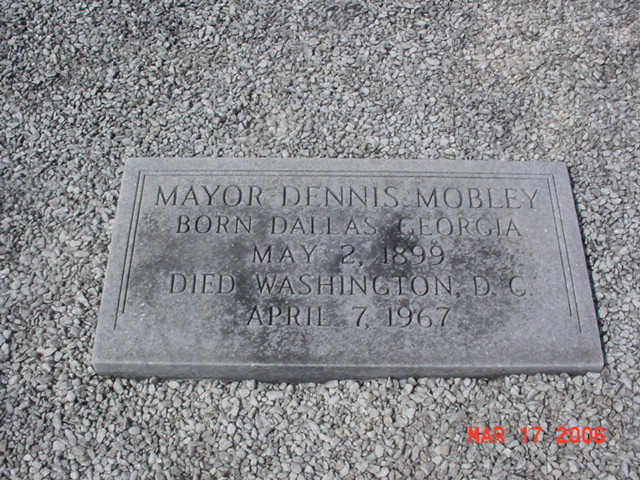 MAYOR DENNIS MOBLEY
BORN DALLAS, GEORGIA
MAY 2, 1899
DIED WASHINGTON, D. C.
APRIL 7, 1967
MAR 17 2006